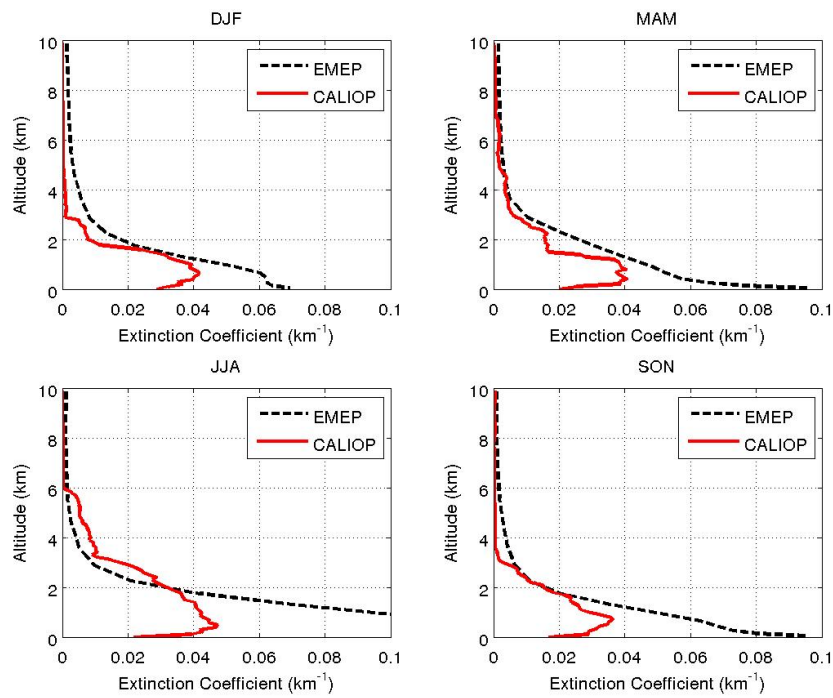 DJF
10
8
6
4
2
0
Altitude (km)
EMEP
CALIOP
0 0.02 0.04 0.06 0.08 0.1
Extinction Coefficient (km⁻¹)
MAM
10
8
6
4
2
0
Altitude (km)
EMEP
CALIOP
0 0.02 0.04 0.06 0.08 0.1
Extinction Coefficient (km⁻¹)
JJA
10
8
6
4
2
0
Altitude (km)
EMEP
CALIOP
0 0.02 0.04 0.06 0.08 0.1
Extinction Coefficient (km⁻¹)
SON
10
8
6
4
2
0
Altitude (km)
EMEP
CALIOP
0 0.02 0.04 0.06 0.08 0.1
Extinction Coefficient (km⁻¹)